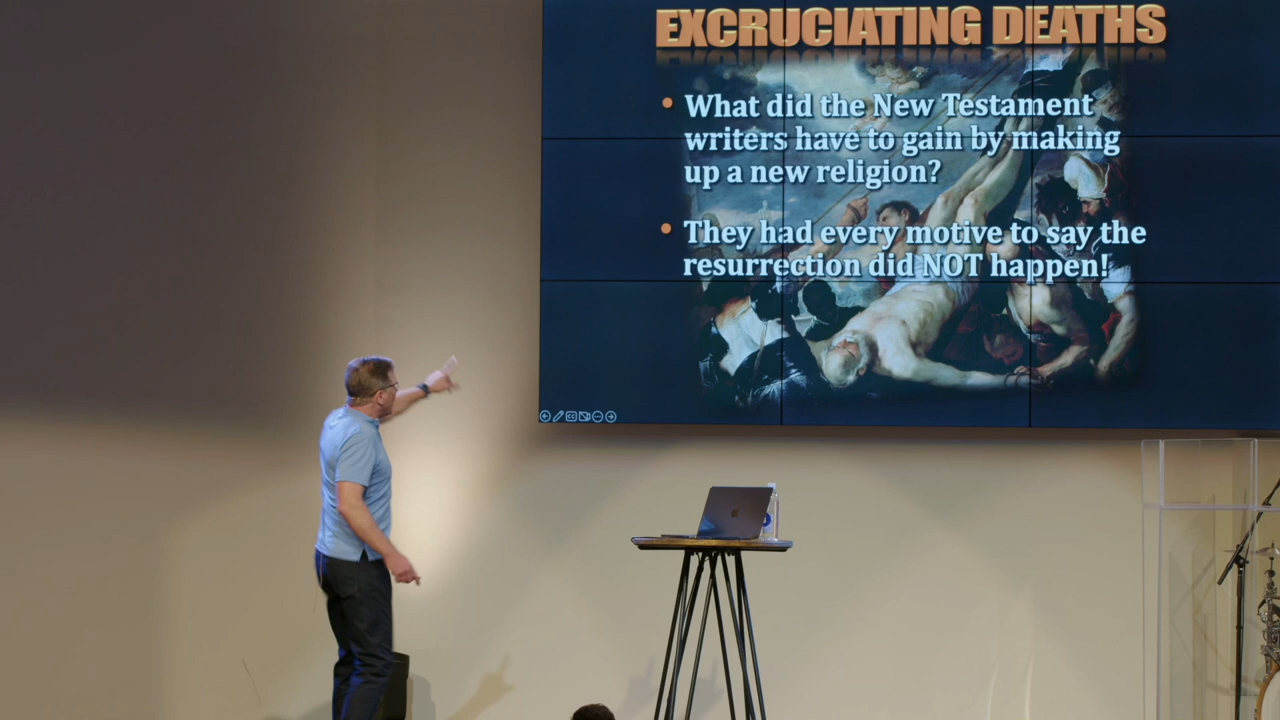 EXCRUCIATING DEATHS
• What did the New Testament
writers have to gain by making
up a new religion?
• They had every motive to say the
resurrection did NOT happen!
CC